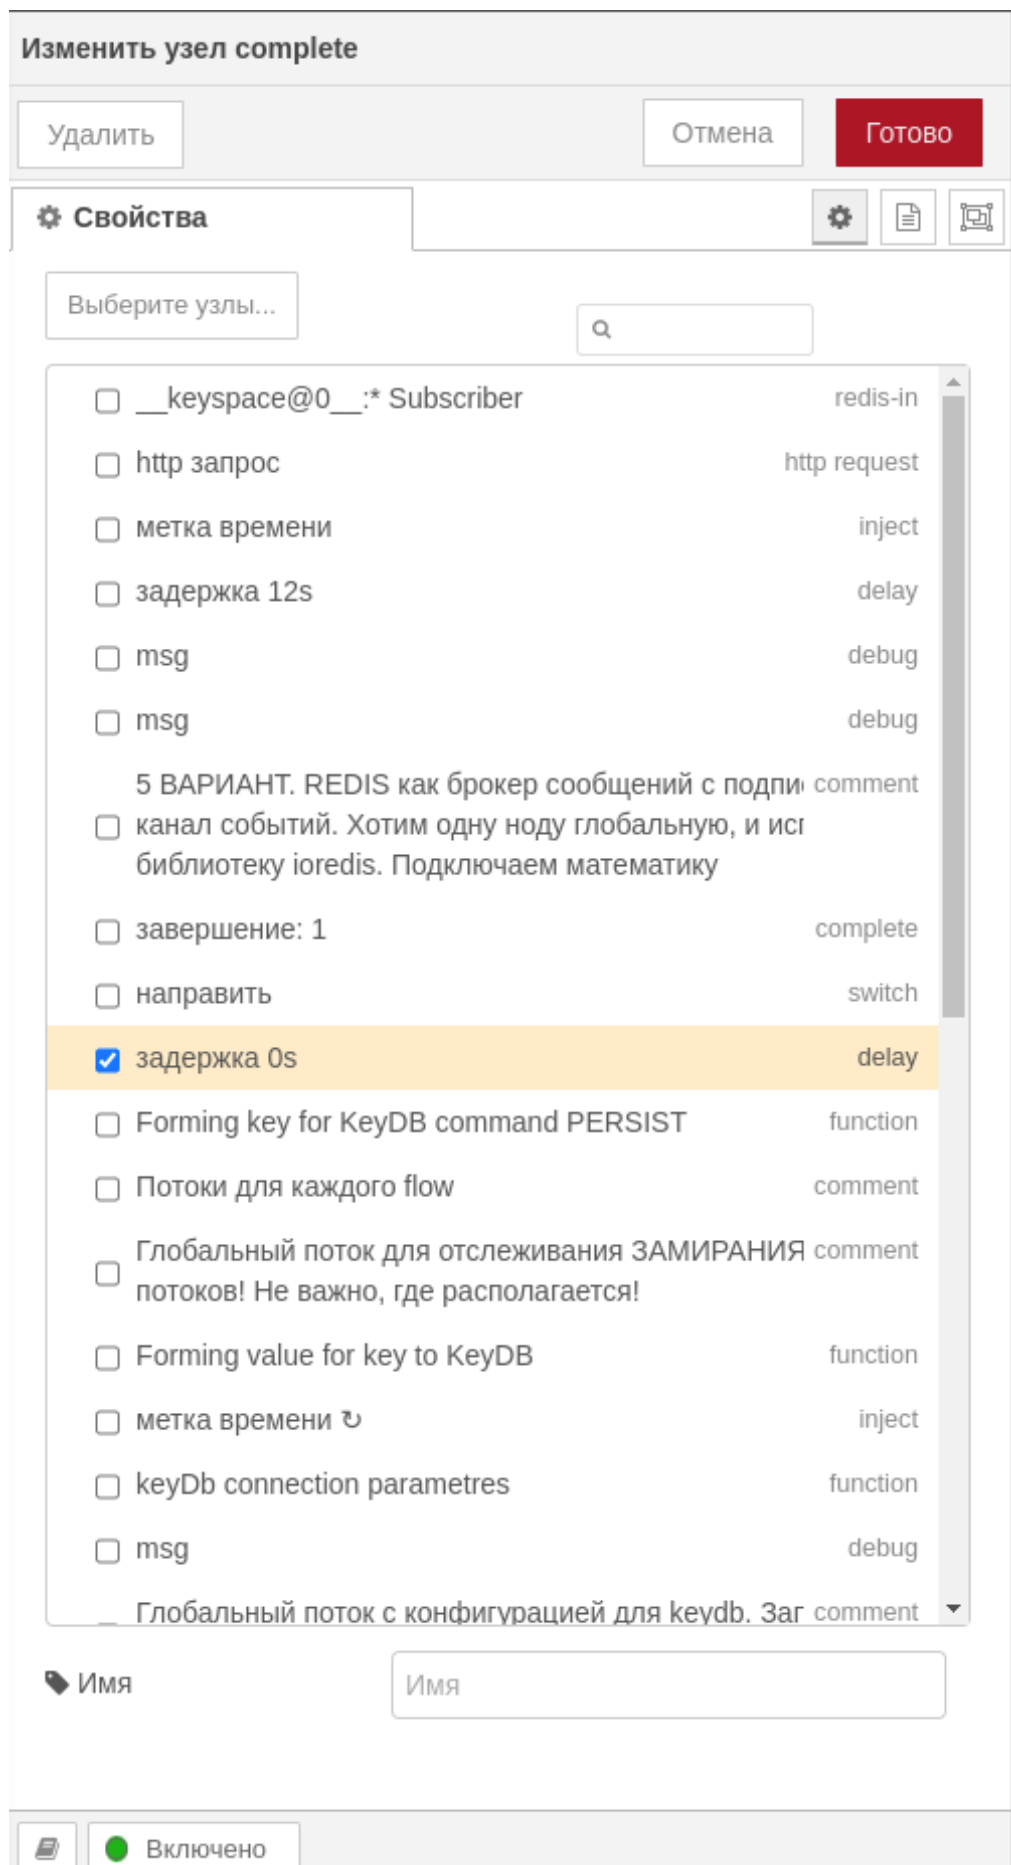 Изменить узел complete
Удалить
Отмена
Готово
Свойства
Выберите узлы...
__keyspace@0__:* Subscriber redis-in
http запрос http request
метка времени inject
задержка 12s delay
msg debug
msg debug
5 ВАРИАНТ. REDIS как брокер сообщений с comment
канал событий. Хотим одну ноду глобальную, и
библиотеку ioredis. Подключаем математику
завершение: 1 complete
направить switch
задержка 0s delay
Forming key for KeyDB command PERSIST function
Потоки для каждого flow comment
Глобальный поток для отслеживания ЗАМИРАНИЯ comment
потоков! Не важно, где располагается!
Forming value for key to KeyDB function
метка времени ↻ inject
keyDb connection parametres function
msg debug
Глобальный поток с конфигурацией для keydb. comment
Имя
Имя
Включено